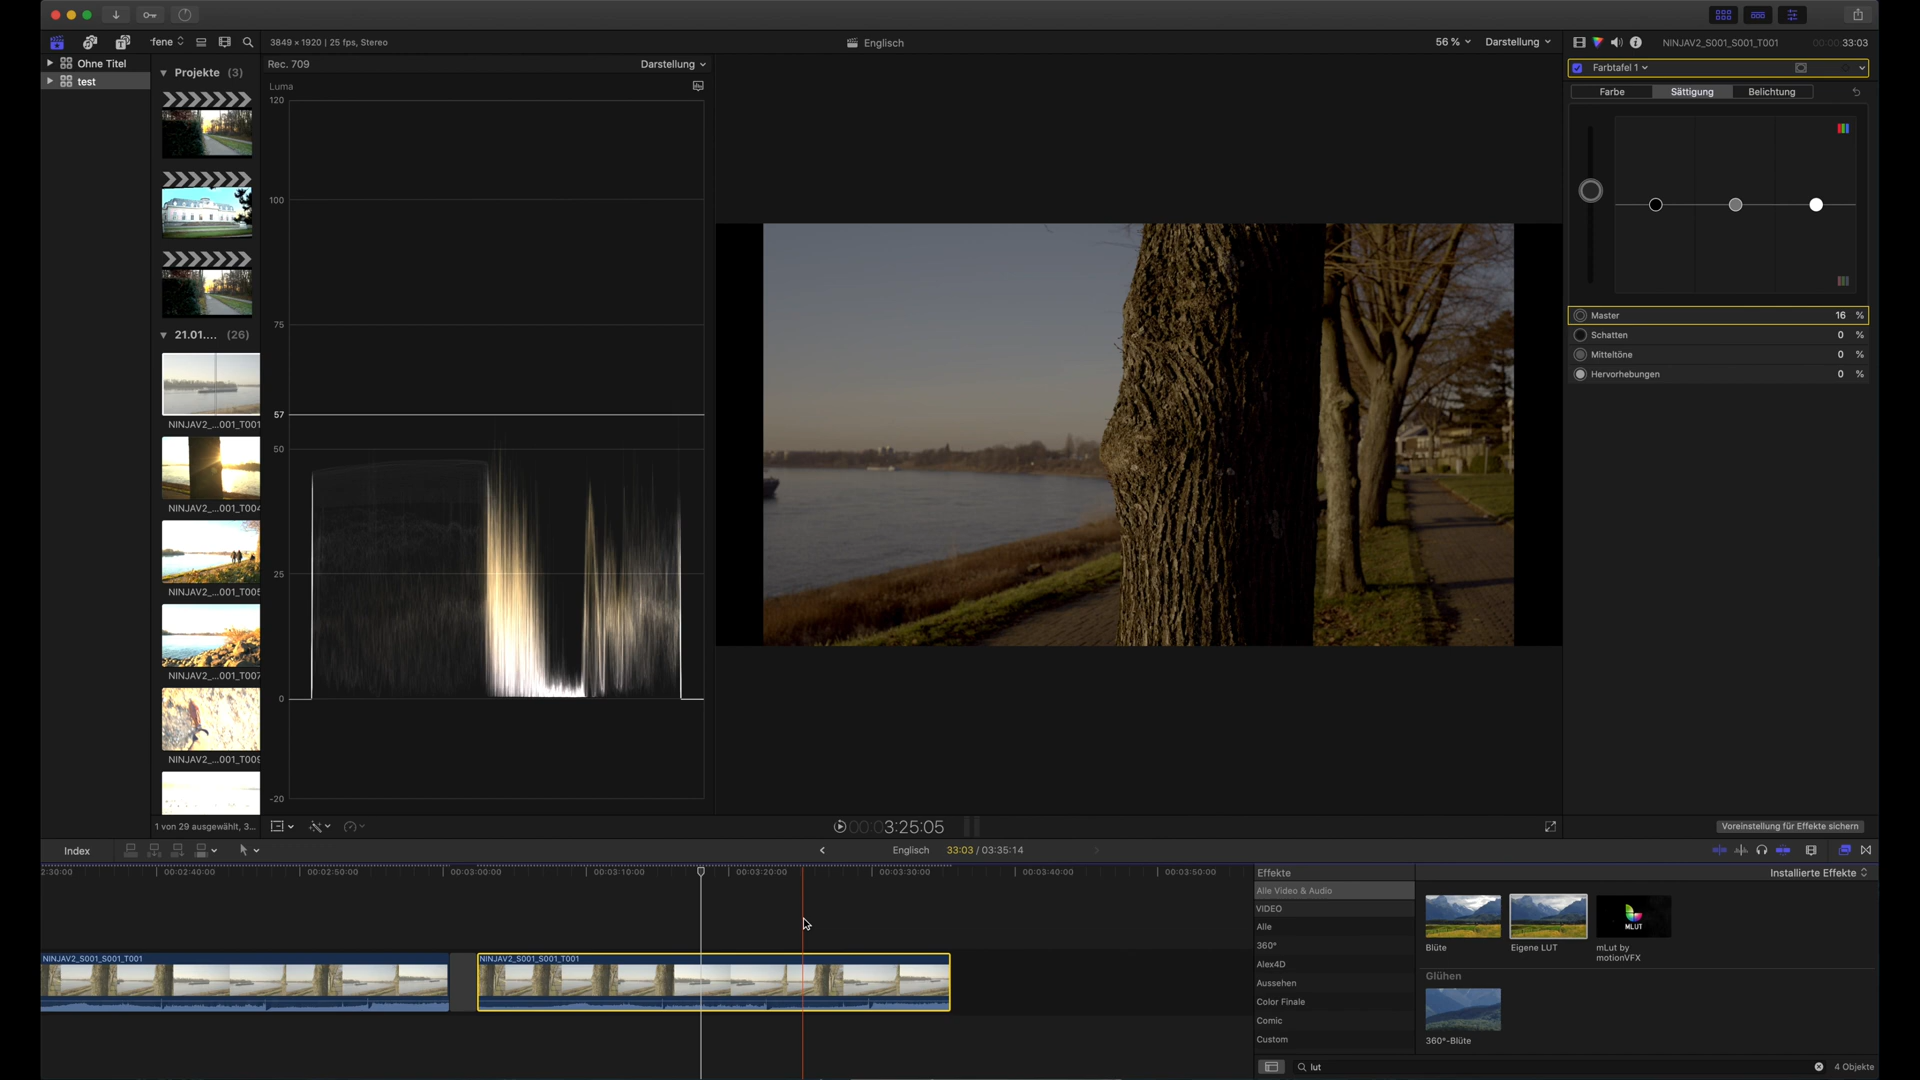 fene
3849 × 1920 | 25 fps, Stereo
Englisch
56 %
Darstellung
NINJAV2_S001_S001_T001
00:00:33:03
Ohne Titel
test
Projekte (3)
21.01.... (26)
NINJAV2_...001_T001
NINJAV2_...001_T004
NINJAV2_...001_T005
NINJAV2_...001_T007
NINJAV2_...001_T009
1 von 29 ausgewählt, 3...
Rec. 709
Darstellung
Luma
120
100
75
57
50
25
0
-20
00:03:25:05
Farbtafel 1
Farbe
Sättigung
Belichtung
Master 16 %
Schatten 0 %
Mitteltöne 0 %
Hervorhebungen 0 %
Voreinstellung für Effekte sichern
Index
Englisch
33:03 / 03:35:14
2:30:00
00:02:40:00
00:02:50:00
00:03:00:00
00:03:10:00
00:03:20:00
00:03:30:00
00:03:40:00
00:03:50:00
NINJAV2_S001_S001_T001
NINJAV2_S001_S001_T001
Effekte
Installierte Effekte
Alle Video & Audio
VIDEO
Alle
360°
Alex4D
Aussehen
Color Finale
Comic
Custom
Blüte
Eigene LUT
MLUT
mLut by
motionVFX
Glühen
360°-Blüte
lut
4 Objekte